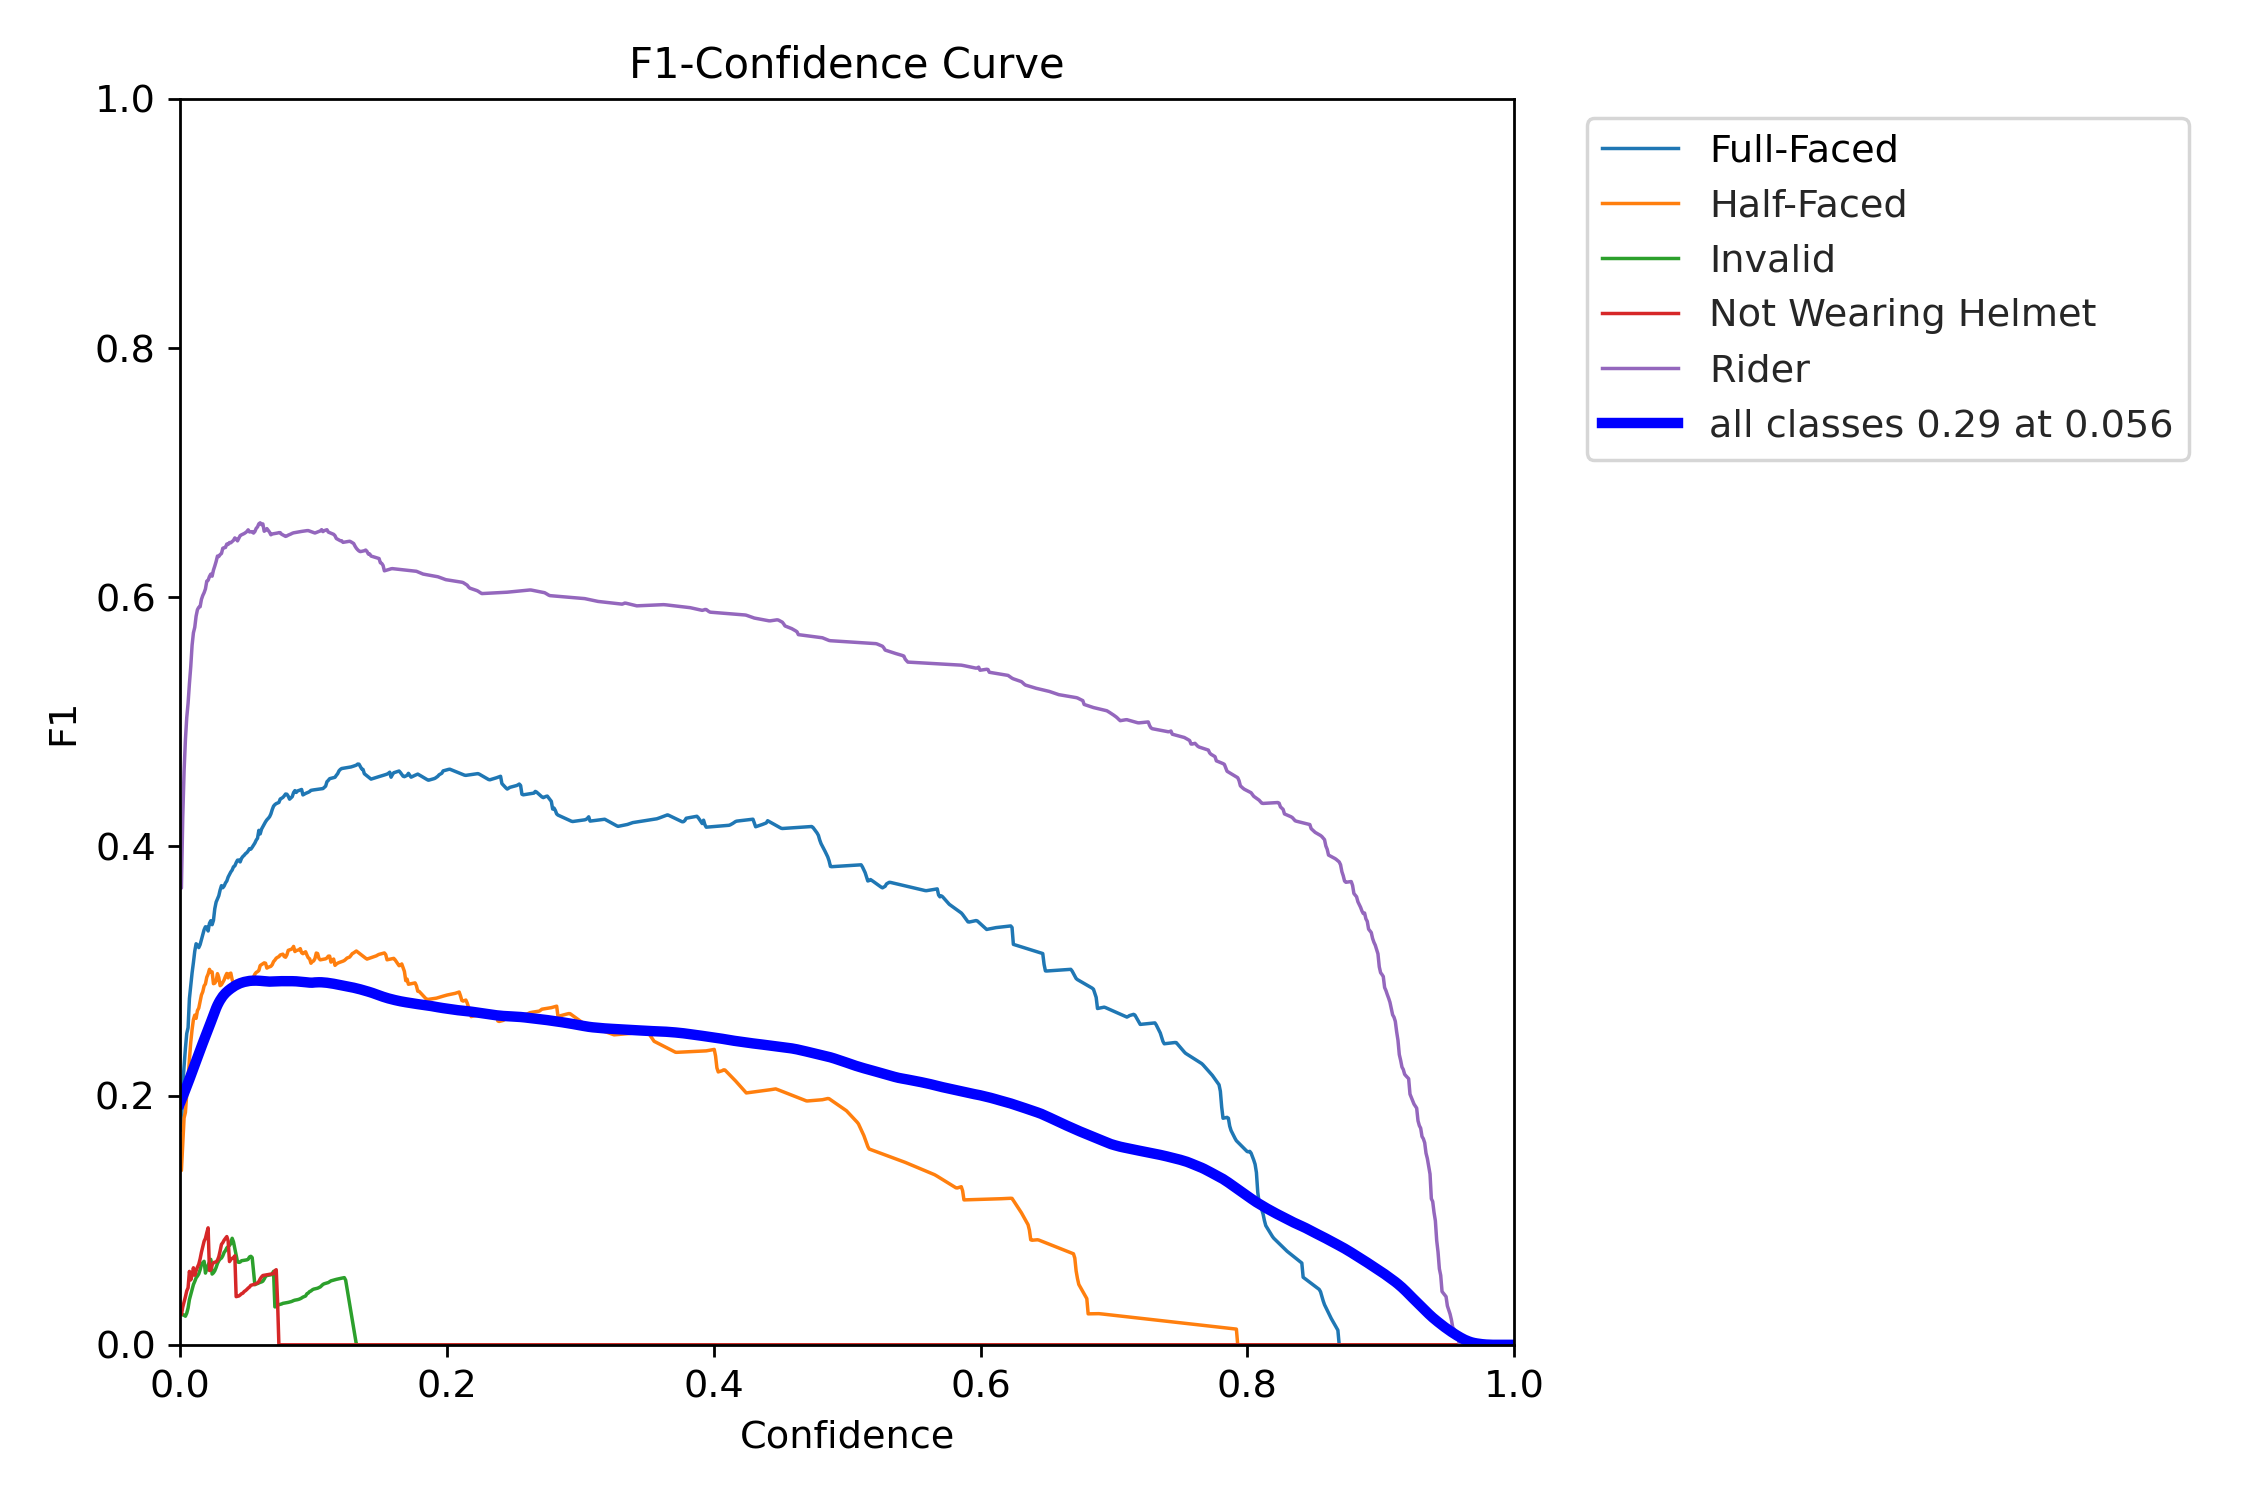 F1-Confidence Curve
1.0
0.8
0.6
0.4
0.2
0.0
F1
0.0 0.2 0.4 0.6 0.8 1.0
Confidence
Full-Faced
Half-Faced
Invalid
Not Wearing Helmet
Rider
all classes 0.29 at 0.056